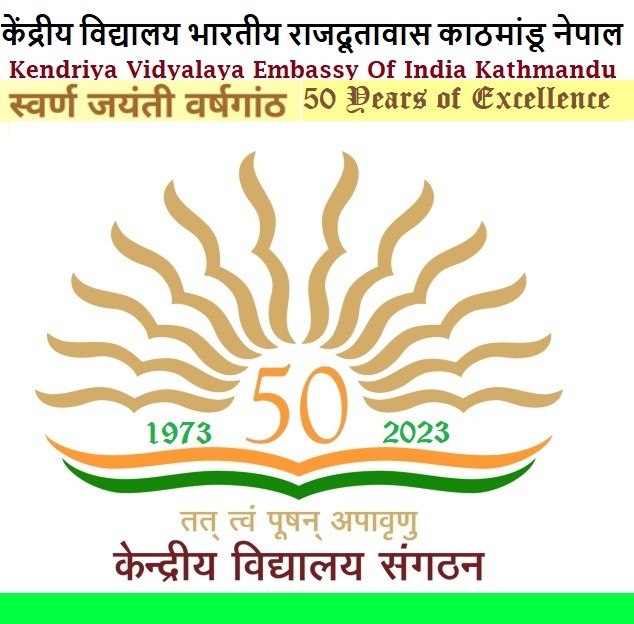 केंद्रीय विद्यालय भारतीय राजदूतावास काठमांडू नेपाल
Kendriya Vidyalaya Embassy Of India Kathmandu
स्वर्ण जयंती वर्षगांठ 50 Years of Excellence
50
1973 2023
तत् त्वं पूषन् अपावृणु
केन्द्रीय विद्यालय संगठन